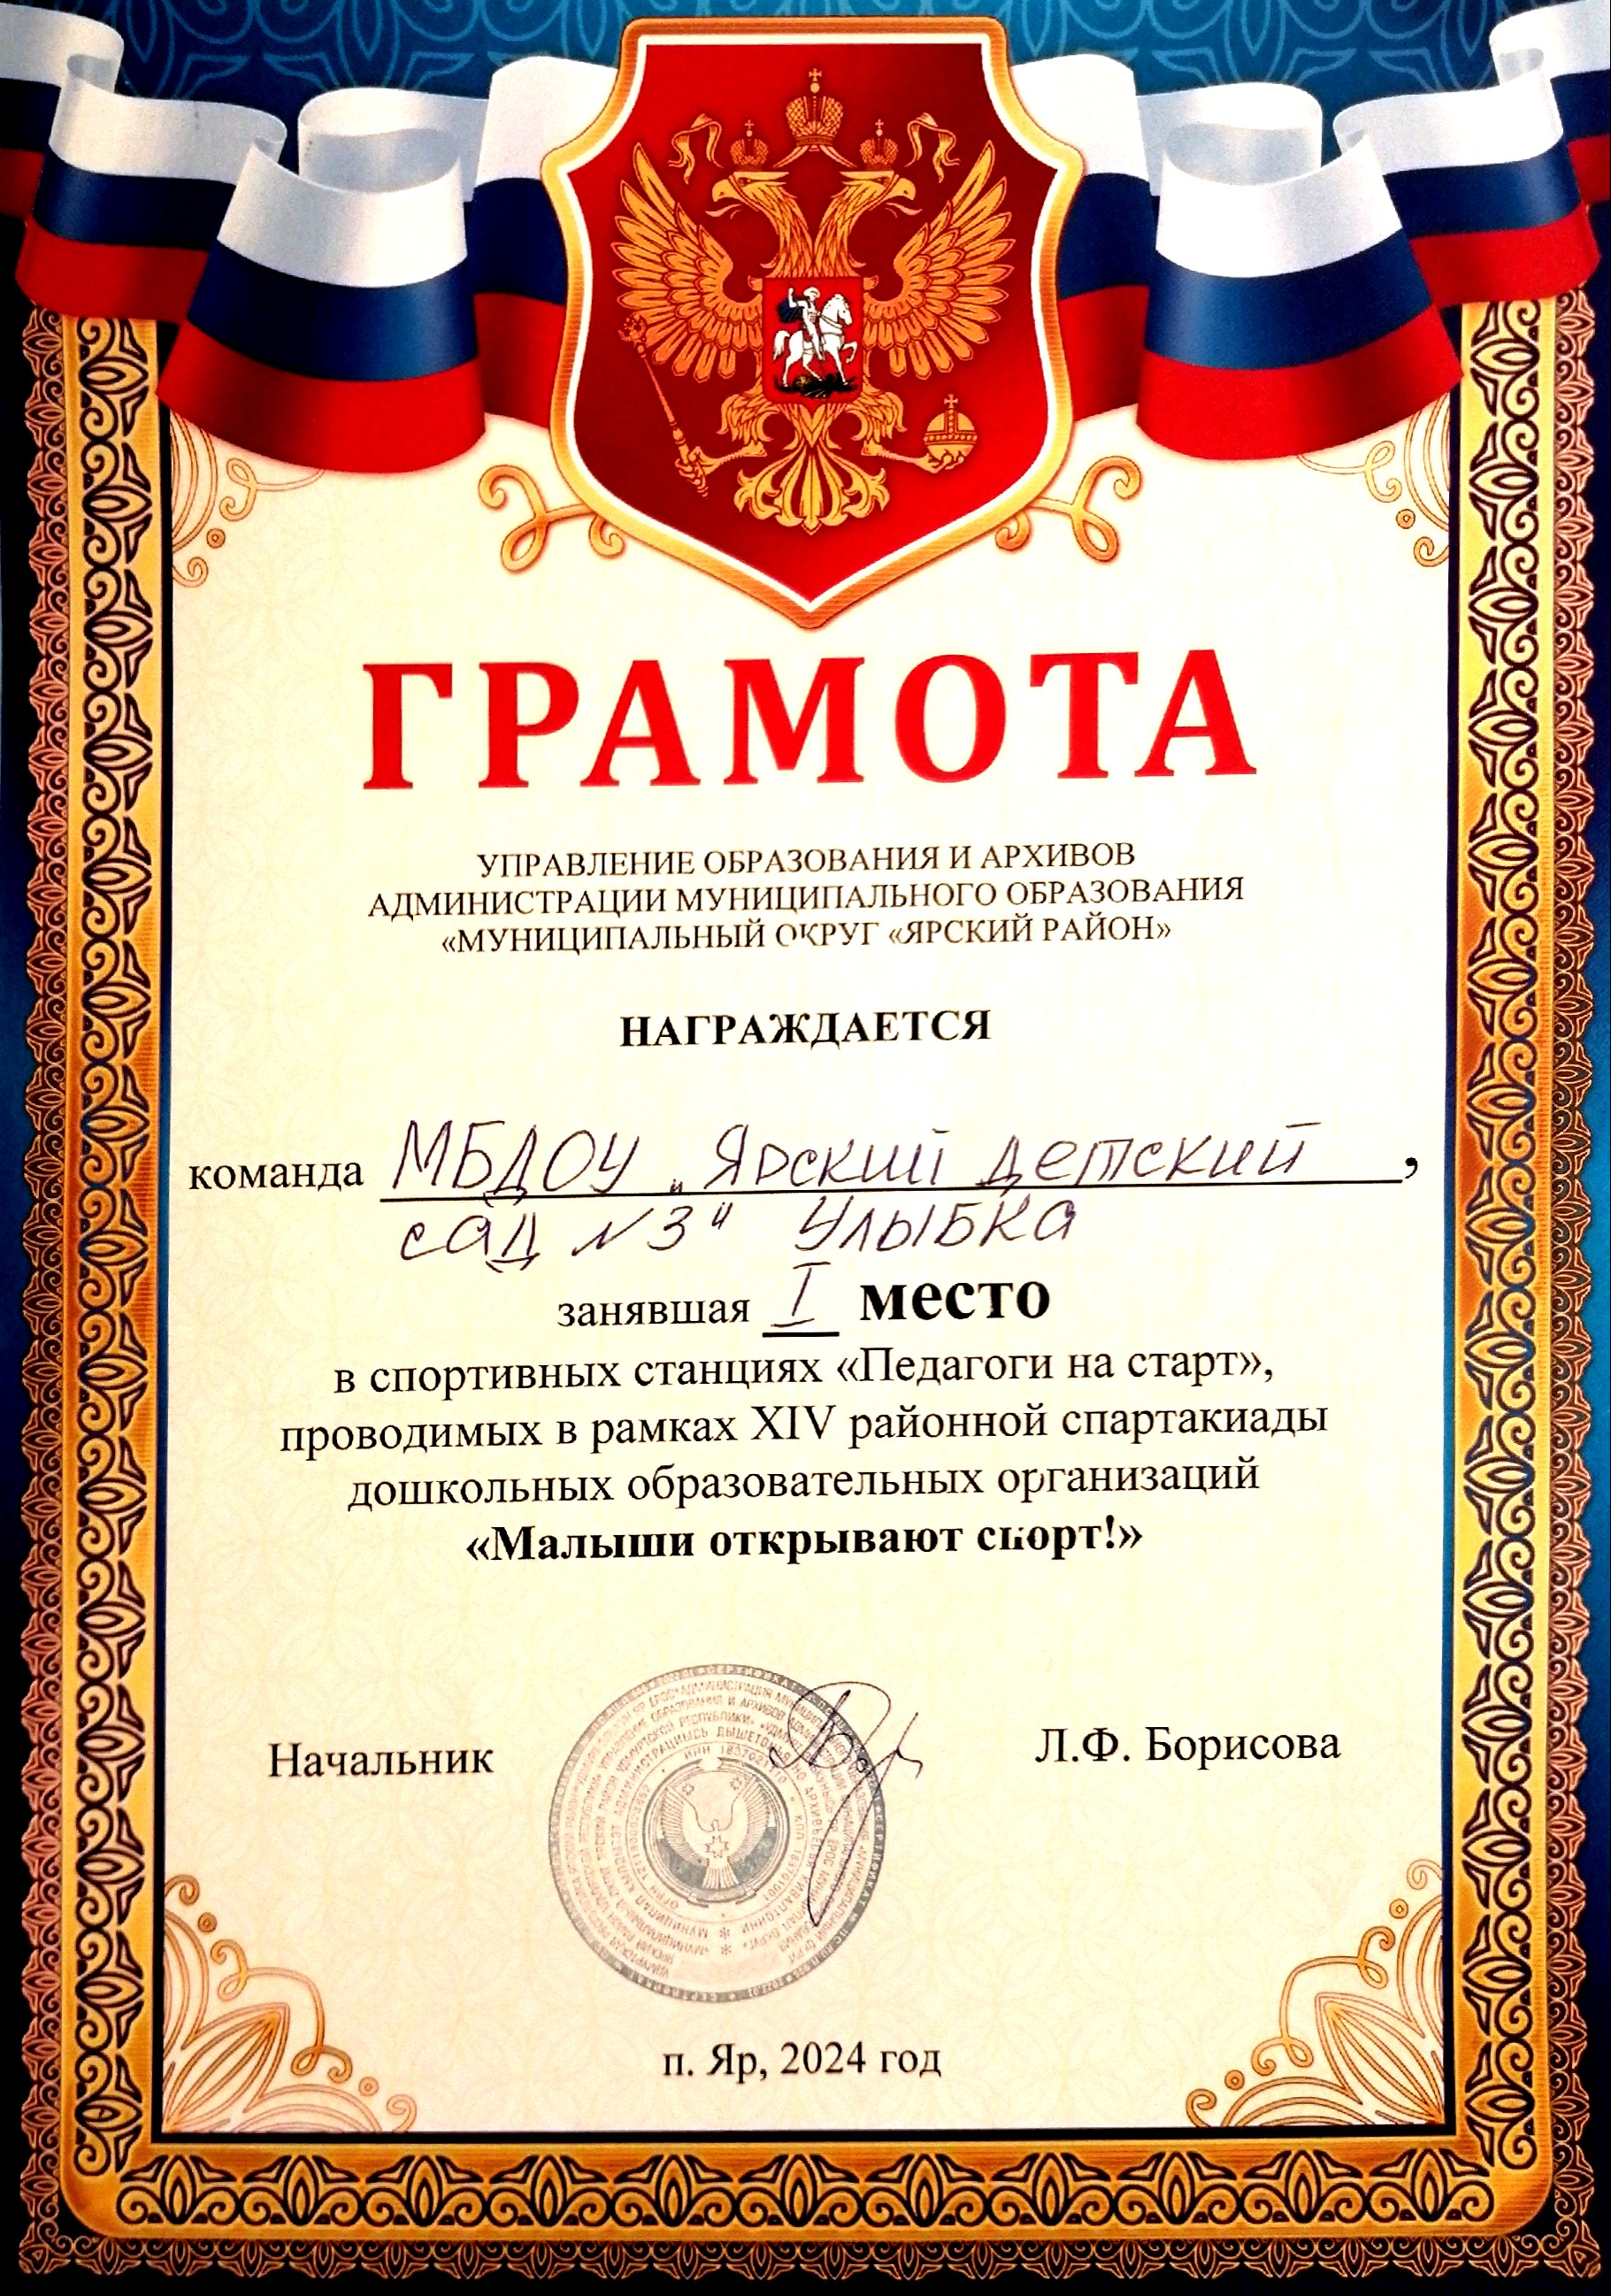 ГРАМОТА
УПРАВЛЕНИЕ ОБРАЗОВАНИЯ И АРХИВОВ
АДМИНИСТРАЦИИ МУНИЦИПАЛЬНОГО ОБРАЗОВАНИЯ
«МУНИЦИПАЛЬНЫЙ ОКРУГ «ЯРСКИЙ РАЙОН»
НАГРАЖДАЕТСЯ
команда МБДОУ „Ярский детский,
сад №3" Улыбка
занявшая I место
в спортивных станциях «Педагоги на старт»,
проводимых в рамках XIV районной спартакиады
дошкольных образовательных организаций
«Малыши открывают спорт!»
Начальник Л.Ф. Борисова
п. Яр, 2024 год